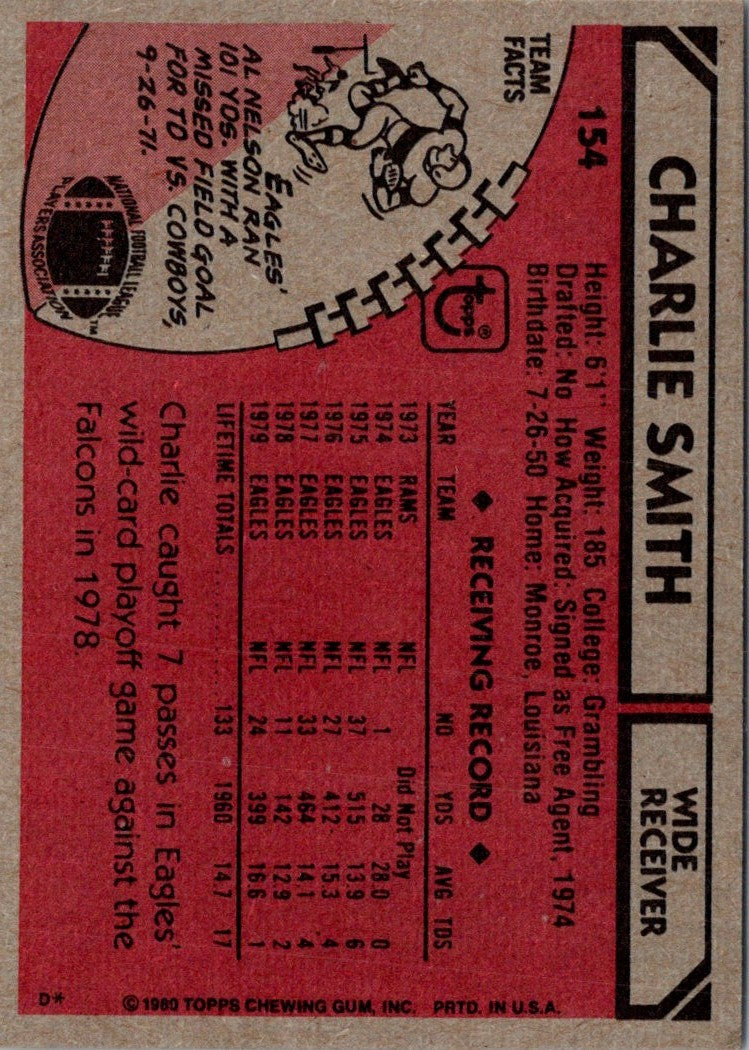 CHARLIE SMITH
WIDE
RECEIVER
154
Height: 6'1" Weight: 185 College: Grambling
Drafted: No How Acquired: Signed as Free Agent, 1974
Birthdate: 7-26-50 Home: Monroe, Louisiana
TEAM
FACTS
topps®
EAGLES'
AL NELSON RAN
101 YDS. WITH A
MISSED FIELD GOAL
FOR TD VS. COWBOYS,
9-26-71.
NATIONAL FOOTBALL LEAGUE
PLAYERS ASSOCIATION
TM
◆ RECEIVING RECORD ◆
YEAR TEAM NO YDS AVG TDS
1973 RAMS NFL Did Not Play
1974 EAGLES NFL 1 28 28.0 0
1975 EAGLES NFL 37 515 13.9 6
1976 EAGLES NFL 27 412 15.3 4
1977 EAGLES NFL 33 464 14.1 4
1978 EAGLES NFL 11 142 12.9 2
1979 EAGLES NFL 24 399 16.6 1
LIFETIME TOTALS 133 1960 14.7 17
Charlie caught 7 passes in Eagles'
wild-card playoff game against the
Falcons in 1978.
D* © 1980 TOPPS CHEWING GUM, INC. PRTD. IN U.S.A.